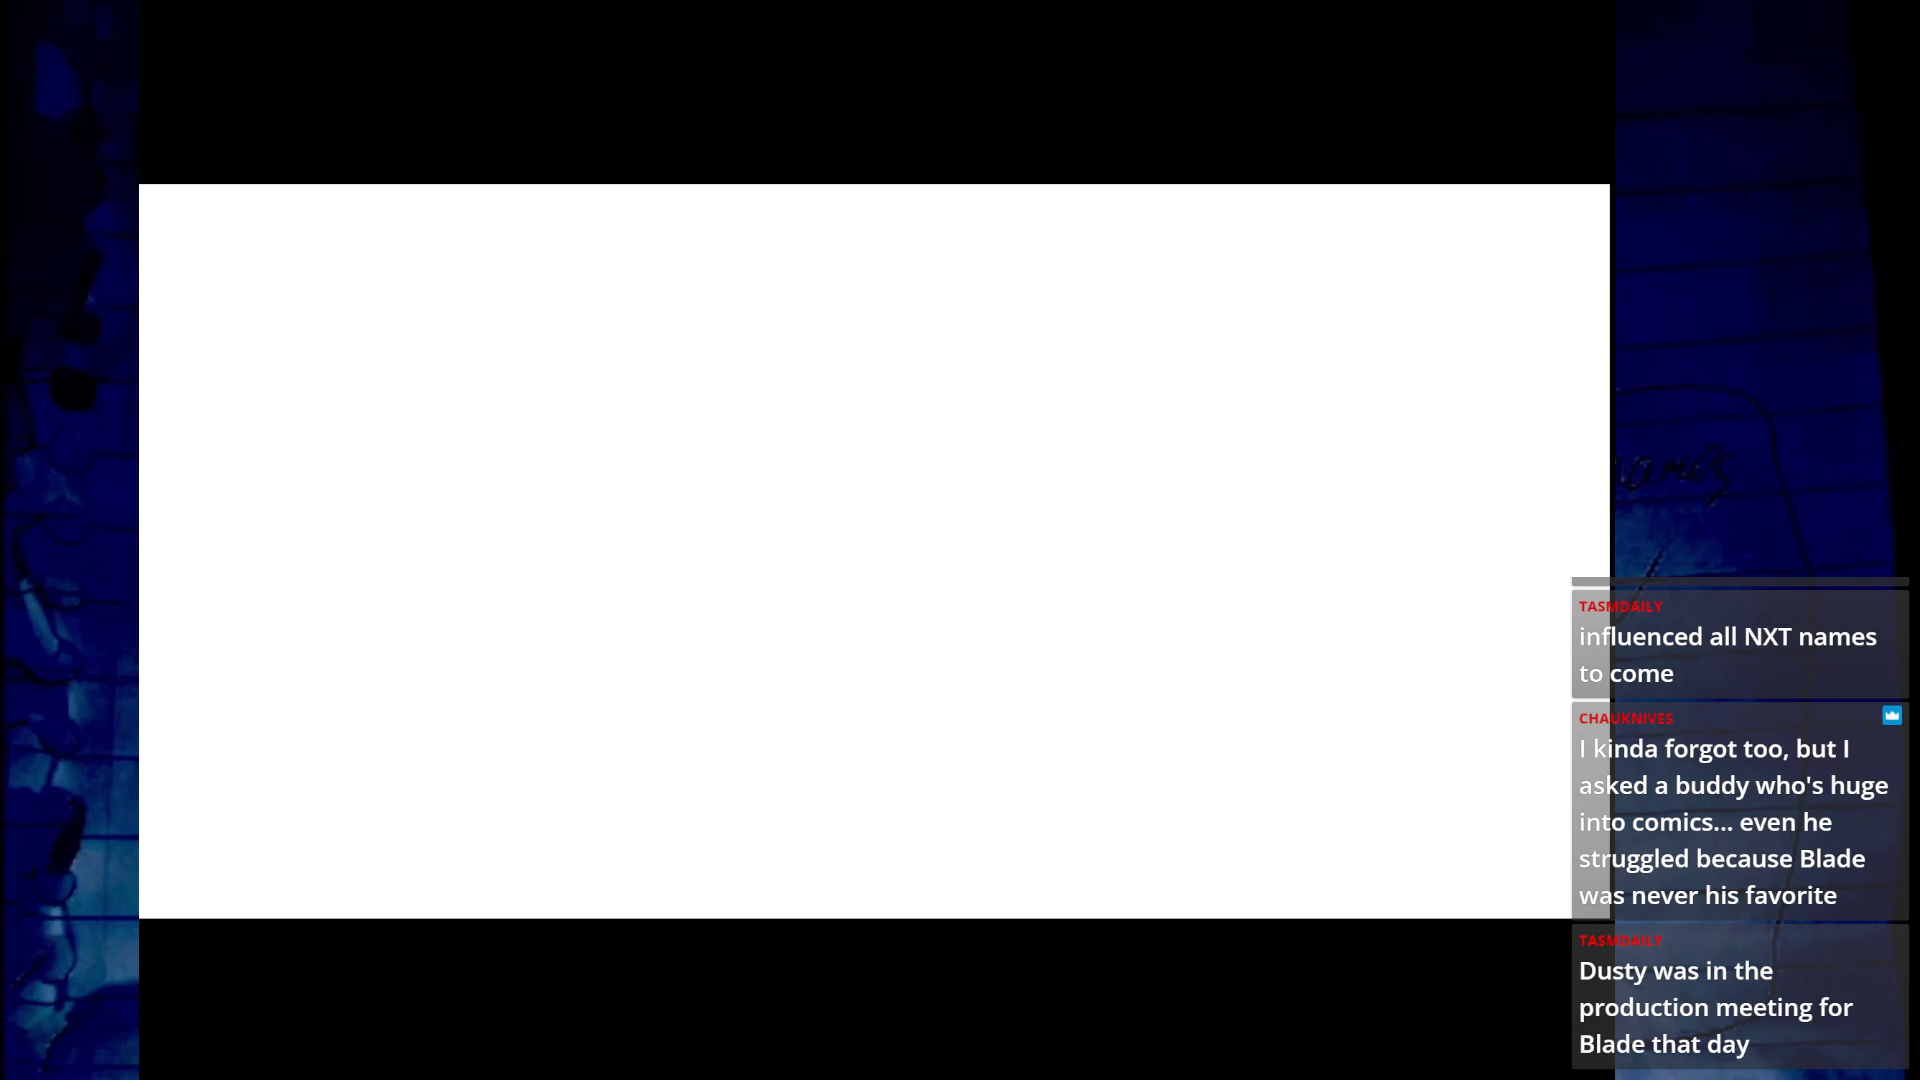 TASMDAILY
influenced all NXT names
to come
CHAUKNIVES
I kinda forgot too, but I
asked a buddy who's huge
into comics... even he
struggled because Blade
was never his favorite
TASMDAILY
Dusty was in the
production meeting for
Blade that day